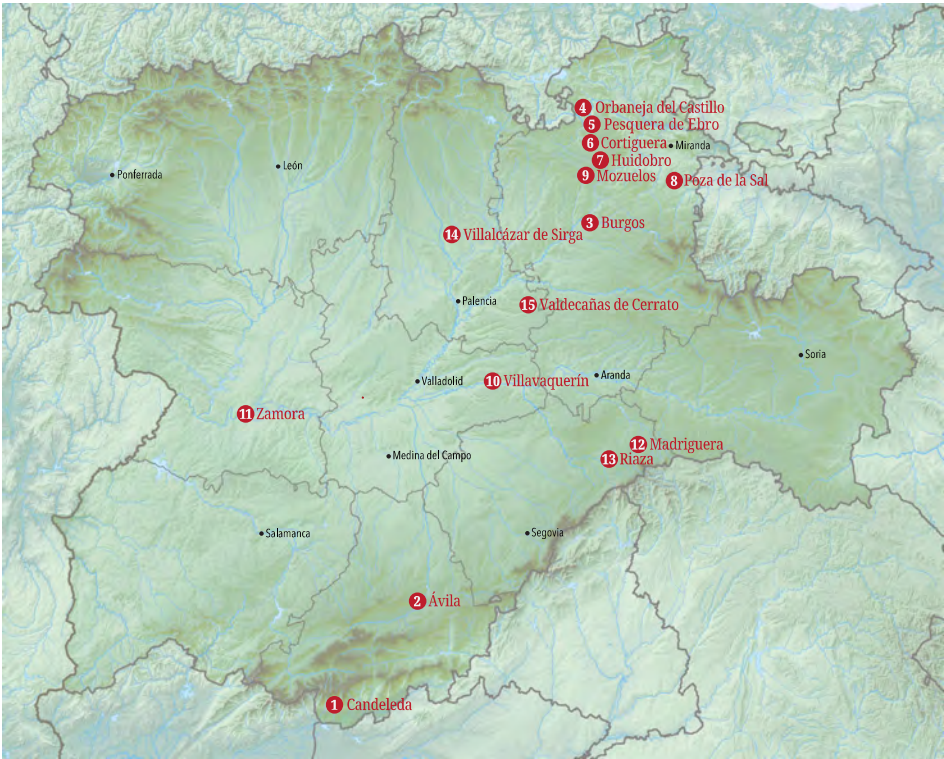 4 Orbaneja del Castillo
5 Pesquera de Ebro
6 Cortiguera
Miranda
7 Huidobro
León
Ponferrada
9 Mozuelos
8 Poza de la Sal
3 Burgos
14 Villalcázar de Sirga
Palencia
15 Valdecañas de Cerrato
Soria
Valladolid
10 Villavaquerín
Aranda
11 Zamora
12 Madriguera
Medina del Campo
13 Riaza
Salamanca
Segovia
2 Ávila
1 Candeleda